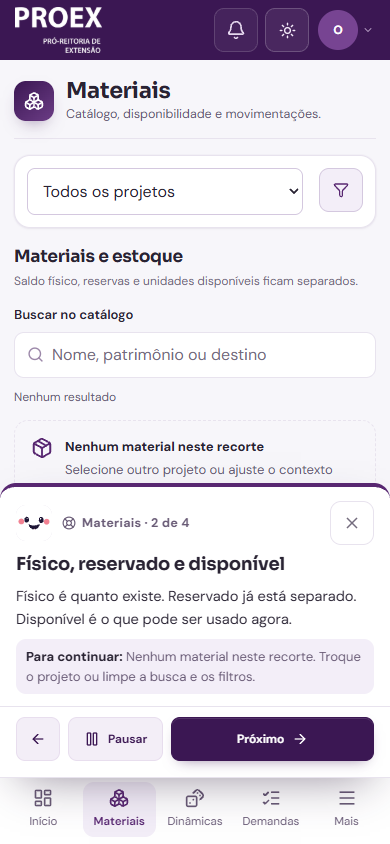 PROEX
PRÓ-REITORIA DE
EXTENSÃO
O
Materiais
Catálogo, disponibilidade e movimentações.
Todos os projetos
Materiais e estoque
Saldo físico, reservas e unidades disponíveis ficam separados.
Buscar no catálogo
Nome, patrimônio ou destino
Nenhum resultado
Nenhum material neste recorte
Selecione outro projeto ou ajuste o contexto
Materiais · 2 de 4
Físico, reservado e disponível
Físico é quanto existe. Reservado já está separado.
Disponível é o que pode ser usado agora.
Para continuar: Nenhum material neste recorte. Troque
o projeto ou limpe a busca e os filtros.
Pausar
Próximo
Início
Materiais
Dinâmicas
Demandas
Mais